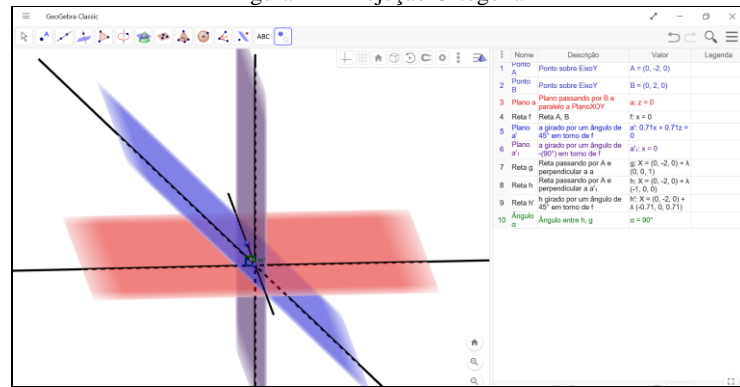 GeoGebra Classic
ABC
Nome Descrição Valor Legenda
1 Ponto A Ponto sobre EixoY A = (0, -2, 0)
2 Ponto B Ponto sobre EixoY B = (0, 2, 0)
3 Plano a Plano passando por B e
paralelo a PlanoXOY a: z = 0
4 Reta f Reta A, B f: x = 0
5 Plano a' a girado por um ângulo de
45° em torno de f a': 0.71x + 0.71z =
0
6 Plano a'₁ a girado por um ângulo de
-(90°) em torno de f a'₁: x = 0
7 Reta g Reta passando por A e
perpendicular a a g: X = (0, -2, 0) + λ
(0, 0, 1)
8 Reta h Reta passando por A e
perpendicular a a'₁ h: X = (0, -2, 0) + λ
(-1, 0, 0)
9 Reta h' h girado por um ângulo de
45° em torno de f h': X = (0, -2, 0) +
λ (-0.71, 0, 0.71)
10 Ângulo α Ângulo entre h, g α = 90°